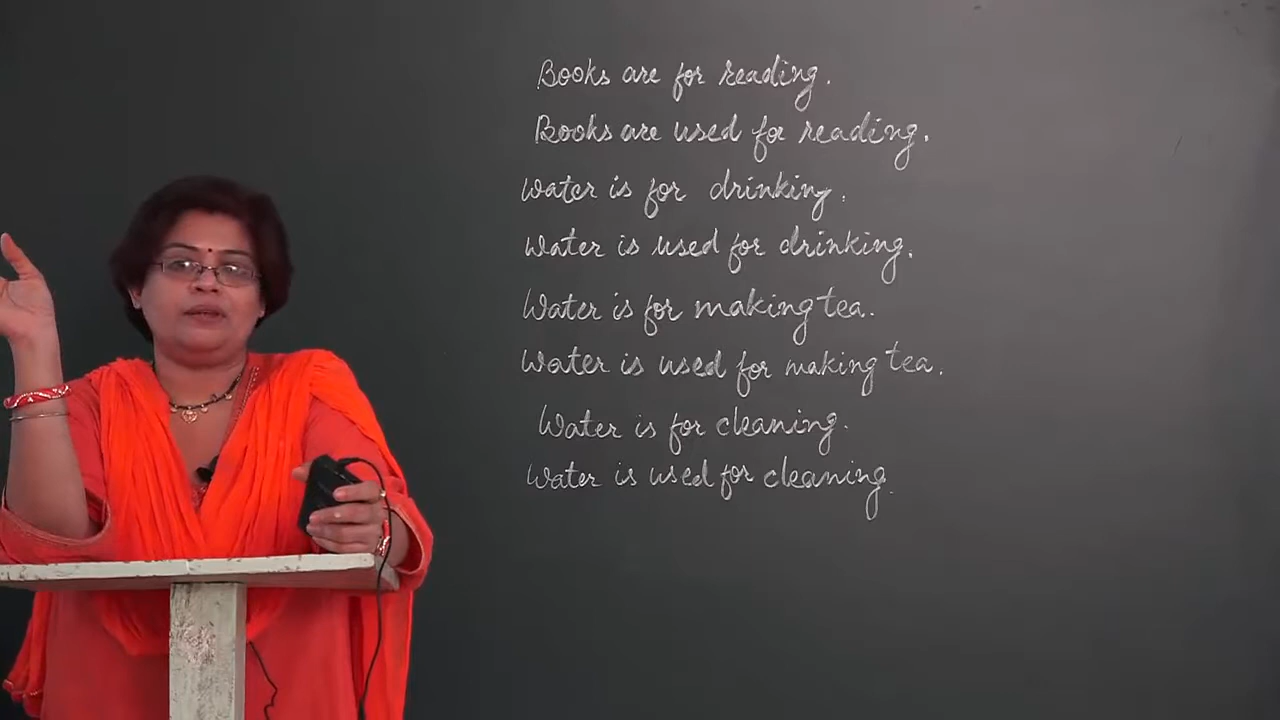 Books are for reading.
Books are used for reading.
Water is for drinking.
Water is used for drinking.
Water is for making tea.
Water is used for making tea.
Water is for cleaning.
Water is used for cleaning.